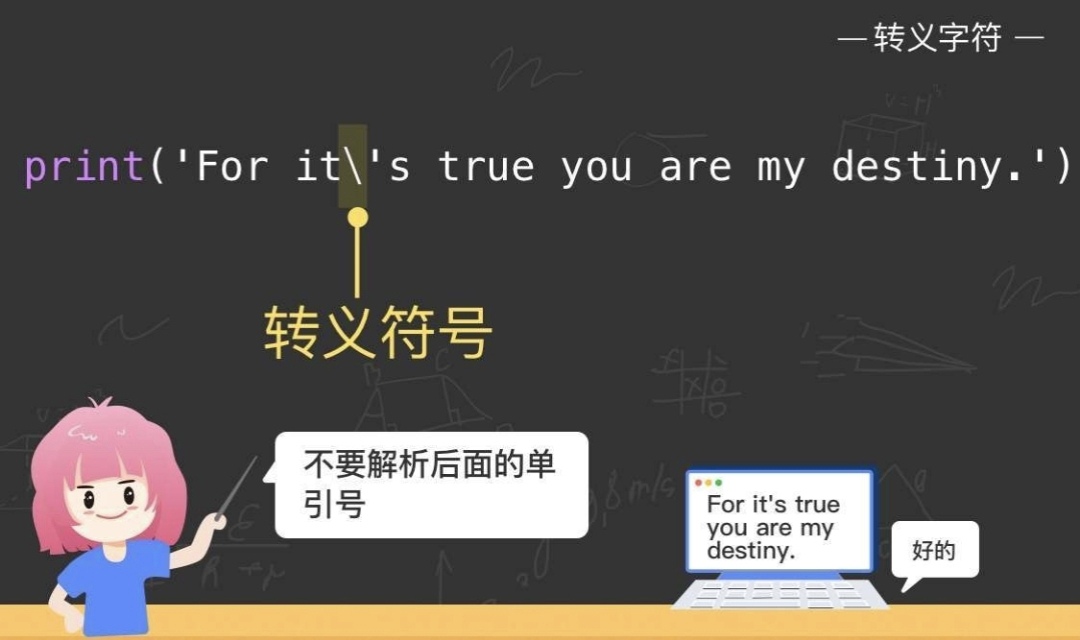 — 转义字符 —
print('For it\'s true you are my destiny.')
转义符号
不要解析后面的单
引号
For it's true
you are my
destiny.
好的